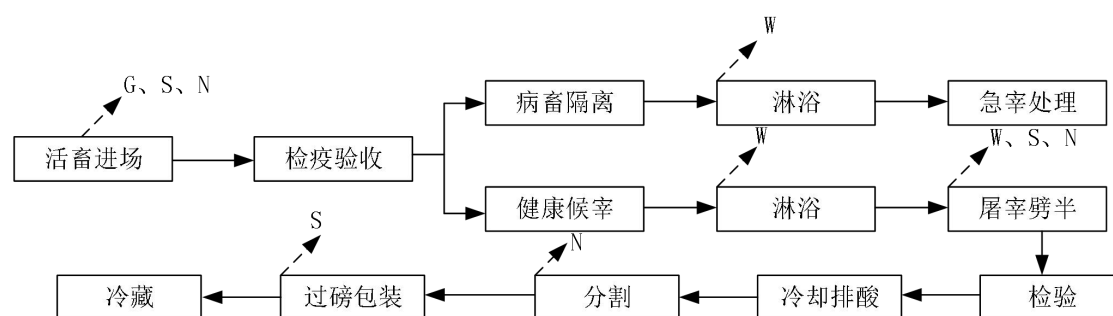 W
G、S、N
病畜隔离
淋浴
急宰处理
活畜进场
检疫验收
W
W、S、N
健康候宰
淋浴
屠宰劈半
S
N
冷藏
过磅包装
分割
冷却排酸
检验